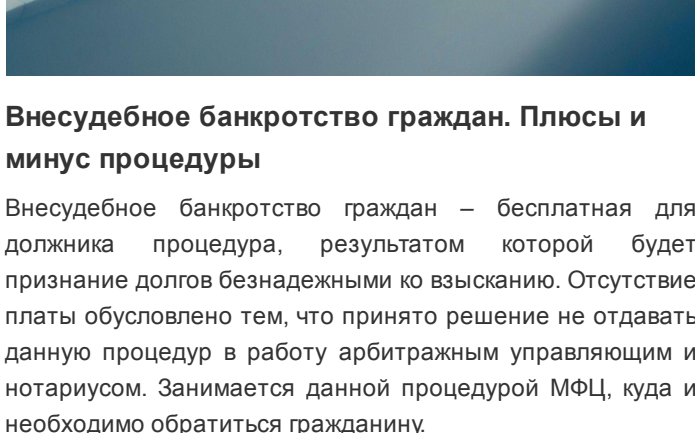 Внесудебное банкротство граждан. Плюсы и
минус процедуры
Внесудебное банкротство граждан – бесплатная для
должника процедура, результатом которой будет
признание долгов безнадежными ко взысканию. Отсутствие
платы обусловлено тем, что принято решение не отдавать
данную процедур в работу арбитражным управляющим и
нотариусом. Занимается данной процедурой МФЦ, куда и
необходимо обратиться гражданину.